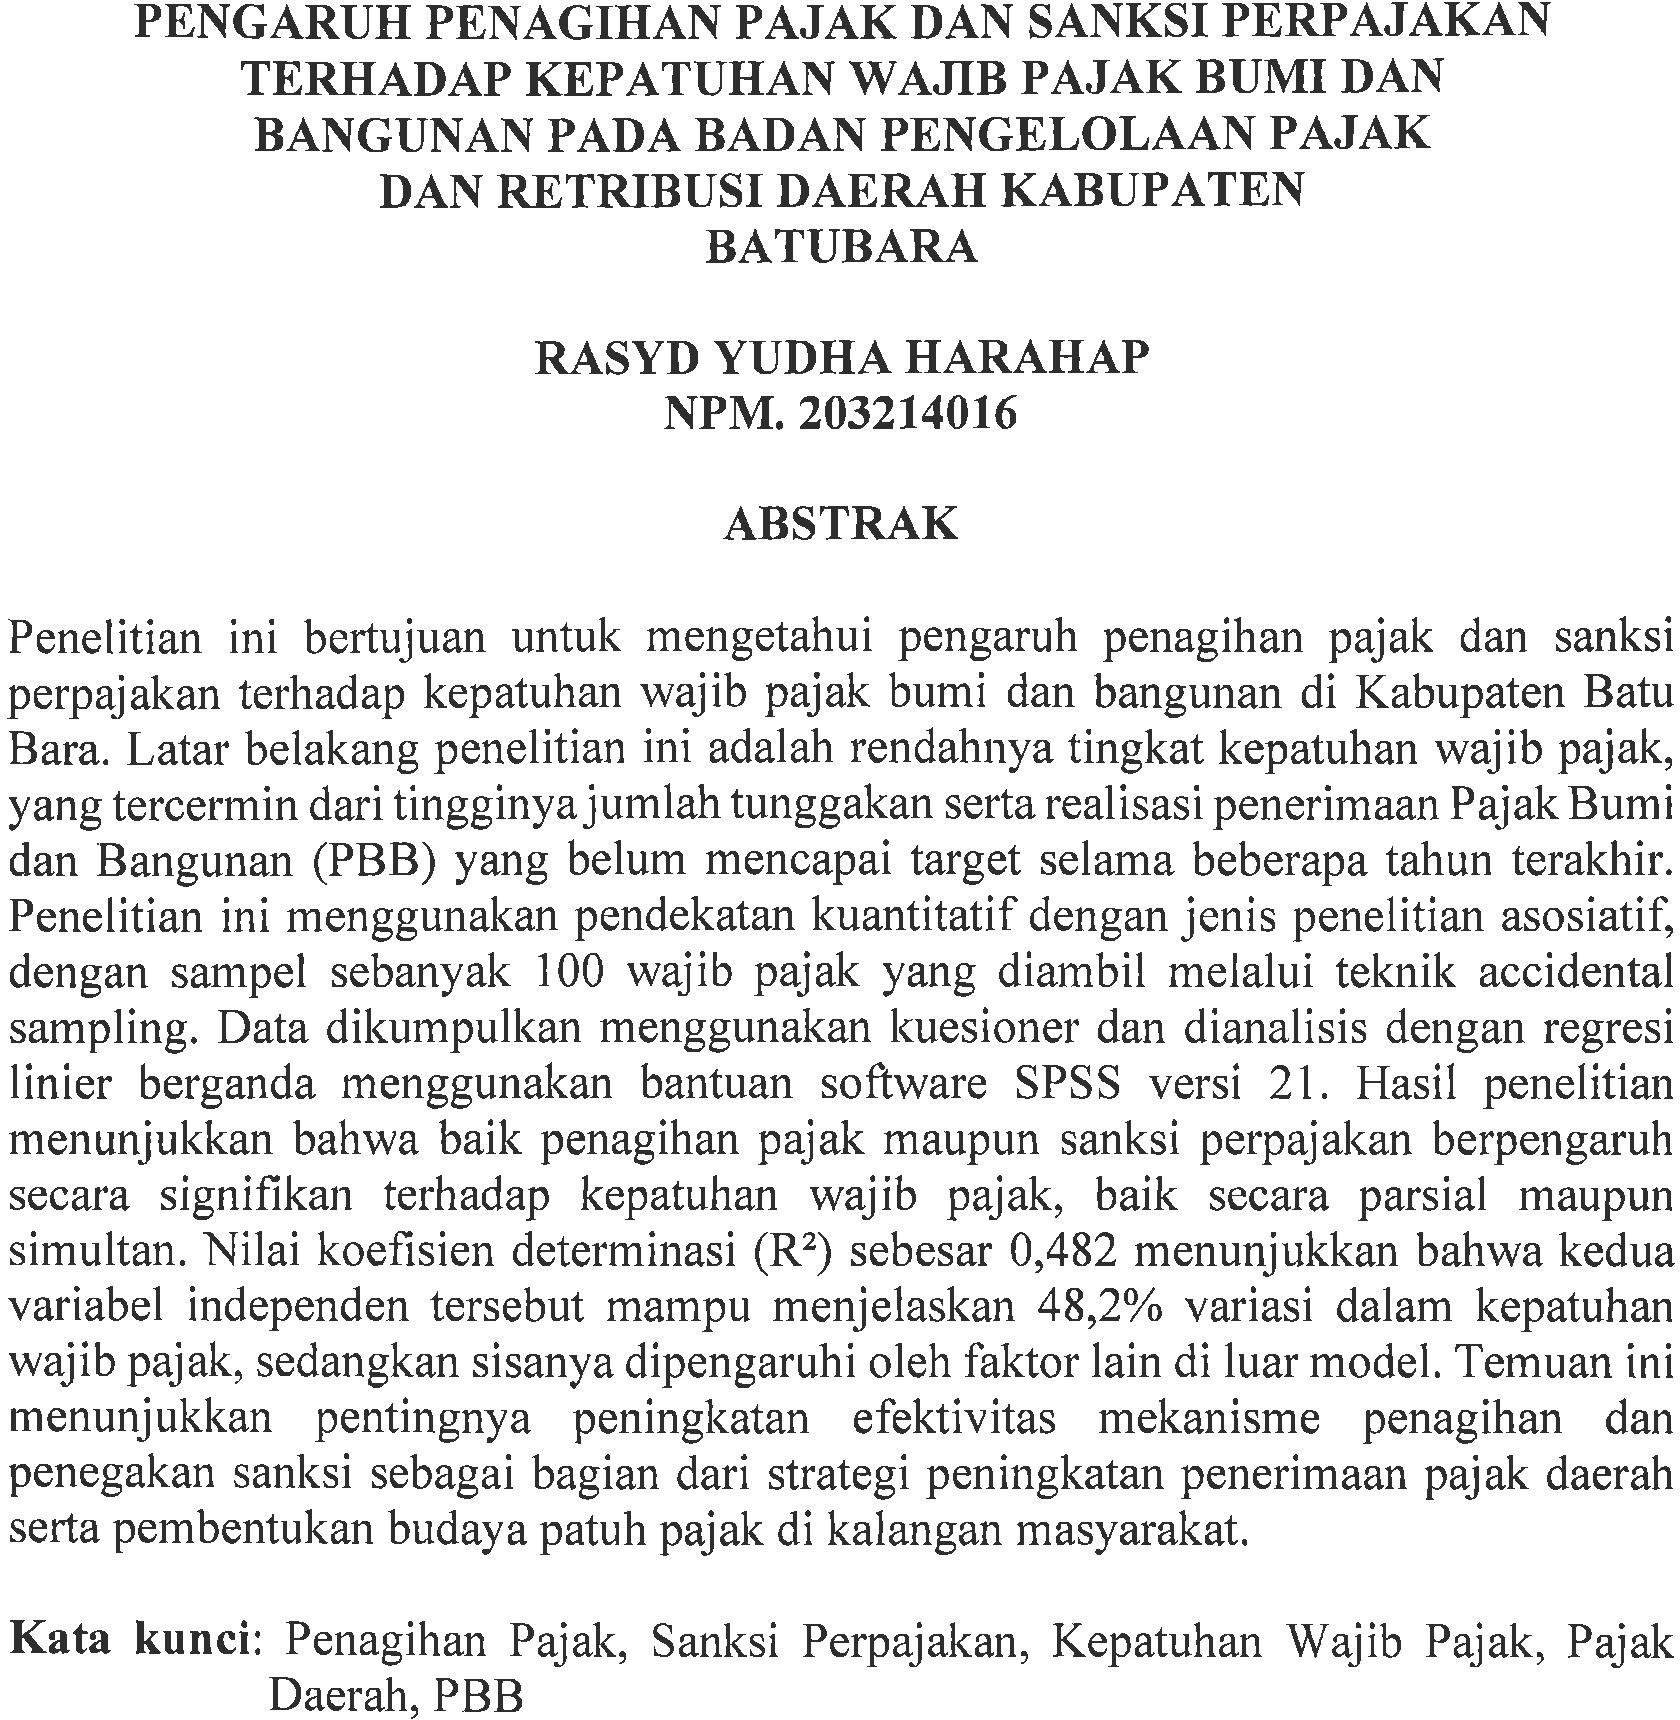 PENGARUH PENAGIHAN PAJAK DAN SANKSI PERPAJAKAN
TERHADAP KEPATUHAN WAJIB PAJAK BUMI DAN
BANGUNAN PADA BADAN PENGELOLAAN PAJAK
DAN RETRIBUSI DAERAH KABUPATEN
BATUBARA
RASYD YUDHA HARAHAP
NPM. 203214016
ABSTRAK
Penelitian ini bertujuan untuk mengetahui pengaruh penagihan pajak dan sanksi
perpajakan terhadap kepatuhan wajib pajak bumi dan bangunan di Kabupaten Batu
Bara. Latar belakang penelitian ini adalah rendahnya tingkat kepatuhan wajib pajak,
yang tercermin dari tingginya jumlah tunggakan serta realisasi penerimaan Pajak Bumi
dan Bangunan (PBB) yang belum mencapai target selama beberapa tahun terakhir.
Penelitian ini menggunakan pendekatan kuantitatif dengan jenis penelitian asosiatif,
dengan sampel sebanyak 100 wajib pajak yang diambil melalui teknik accidental
sampling. Data dikumpulkan menggunakan kuesioner dan dianalisis dengan regresi
linier berganda menggunakan bantuan software SPSS versi 21. Hasil penelitian
menunjukkan bahwa baik penagihan pajak maupun sanksi perpajakan berpengaruh
secara signifikan terhadap kepatuhan wajib pajak, baik secara parsial maupun
simultan. Nilai koefisien determinasi (R²) sebesar 0,482 menunjukkan bahwa kedua
variabel independen tersebut mampu menjelaskan 48,2% variasi dalam kepatuhan
wajib pajak, sedangkan sisanya dipengaruhi oleh faktor lain di luar model. Temuan ini
menunjukkan pentingnya peningkatan efektivitas mekanisme penagihan dan
penegakan sanksi sebagai bagian dari strategi peningkatan penerimaan pajak daerah
serta pembentukan budaya patuh pajak di kalangan masyarakat.
Kata kunci: Penagihan Pajak, Sanksi Perpajakan, Kepatuhan Wajib Pajak, Pajak
Daerah, PBB